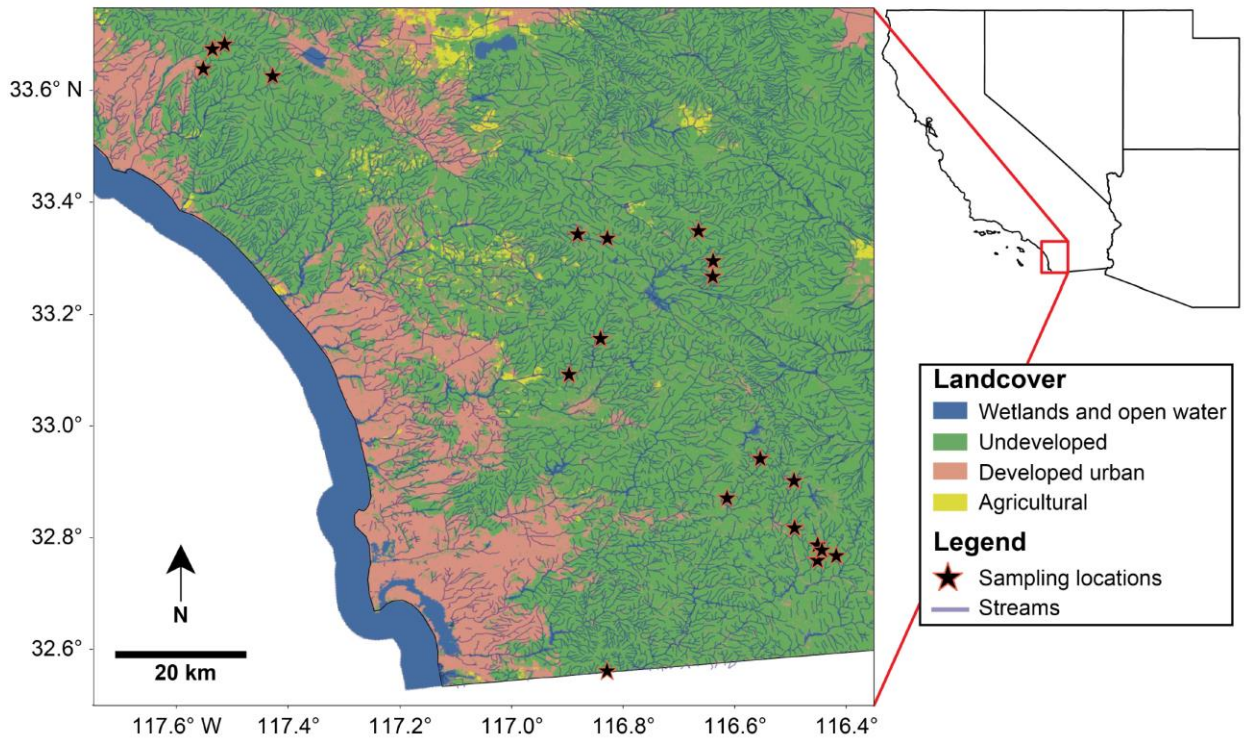 33.6° N
33.4°
33.2°
33.0°
32.8°
32.6°
N
20 km
117.6° W
117.4°
117.2°
117.0°
116.8°
116.6°
116.4°
Landcover
Wetlands and open water
Undeveloped
Developed urban
Agricultural
Legend
Sampling locations
Streams